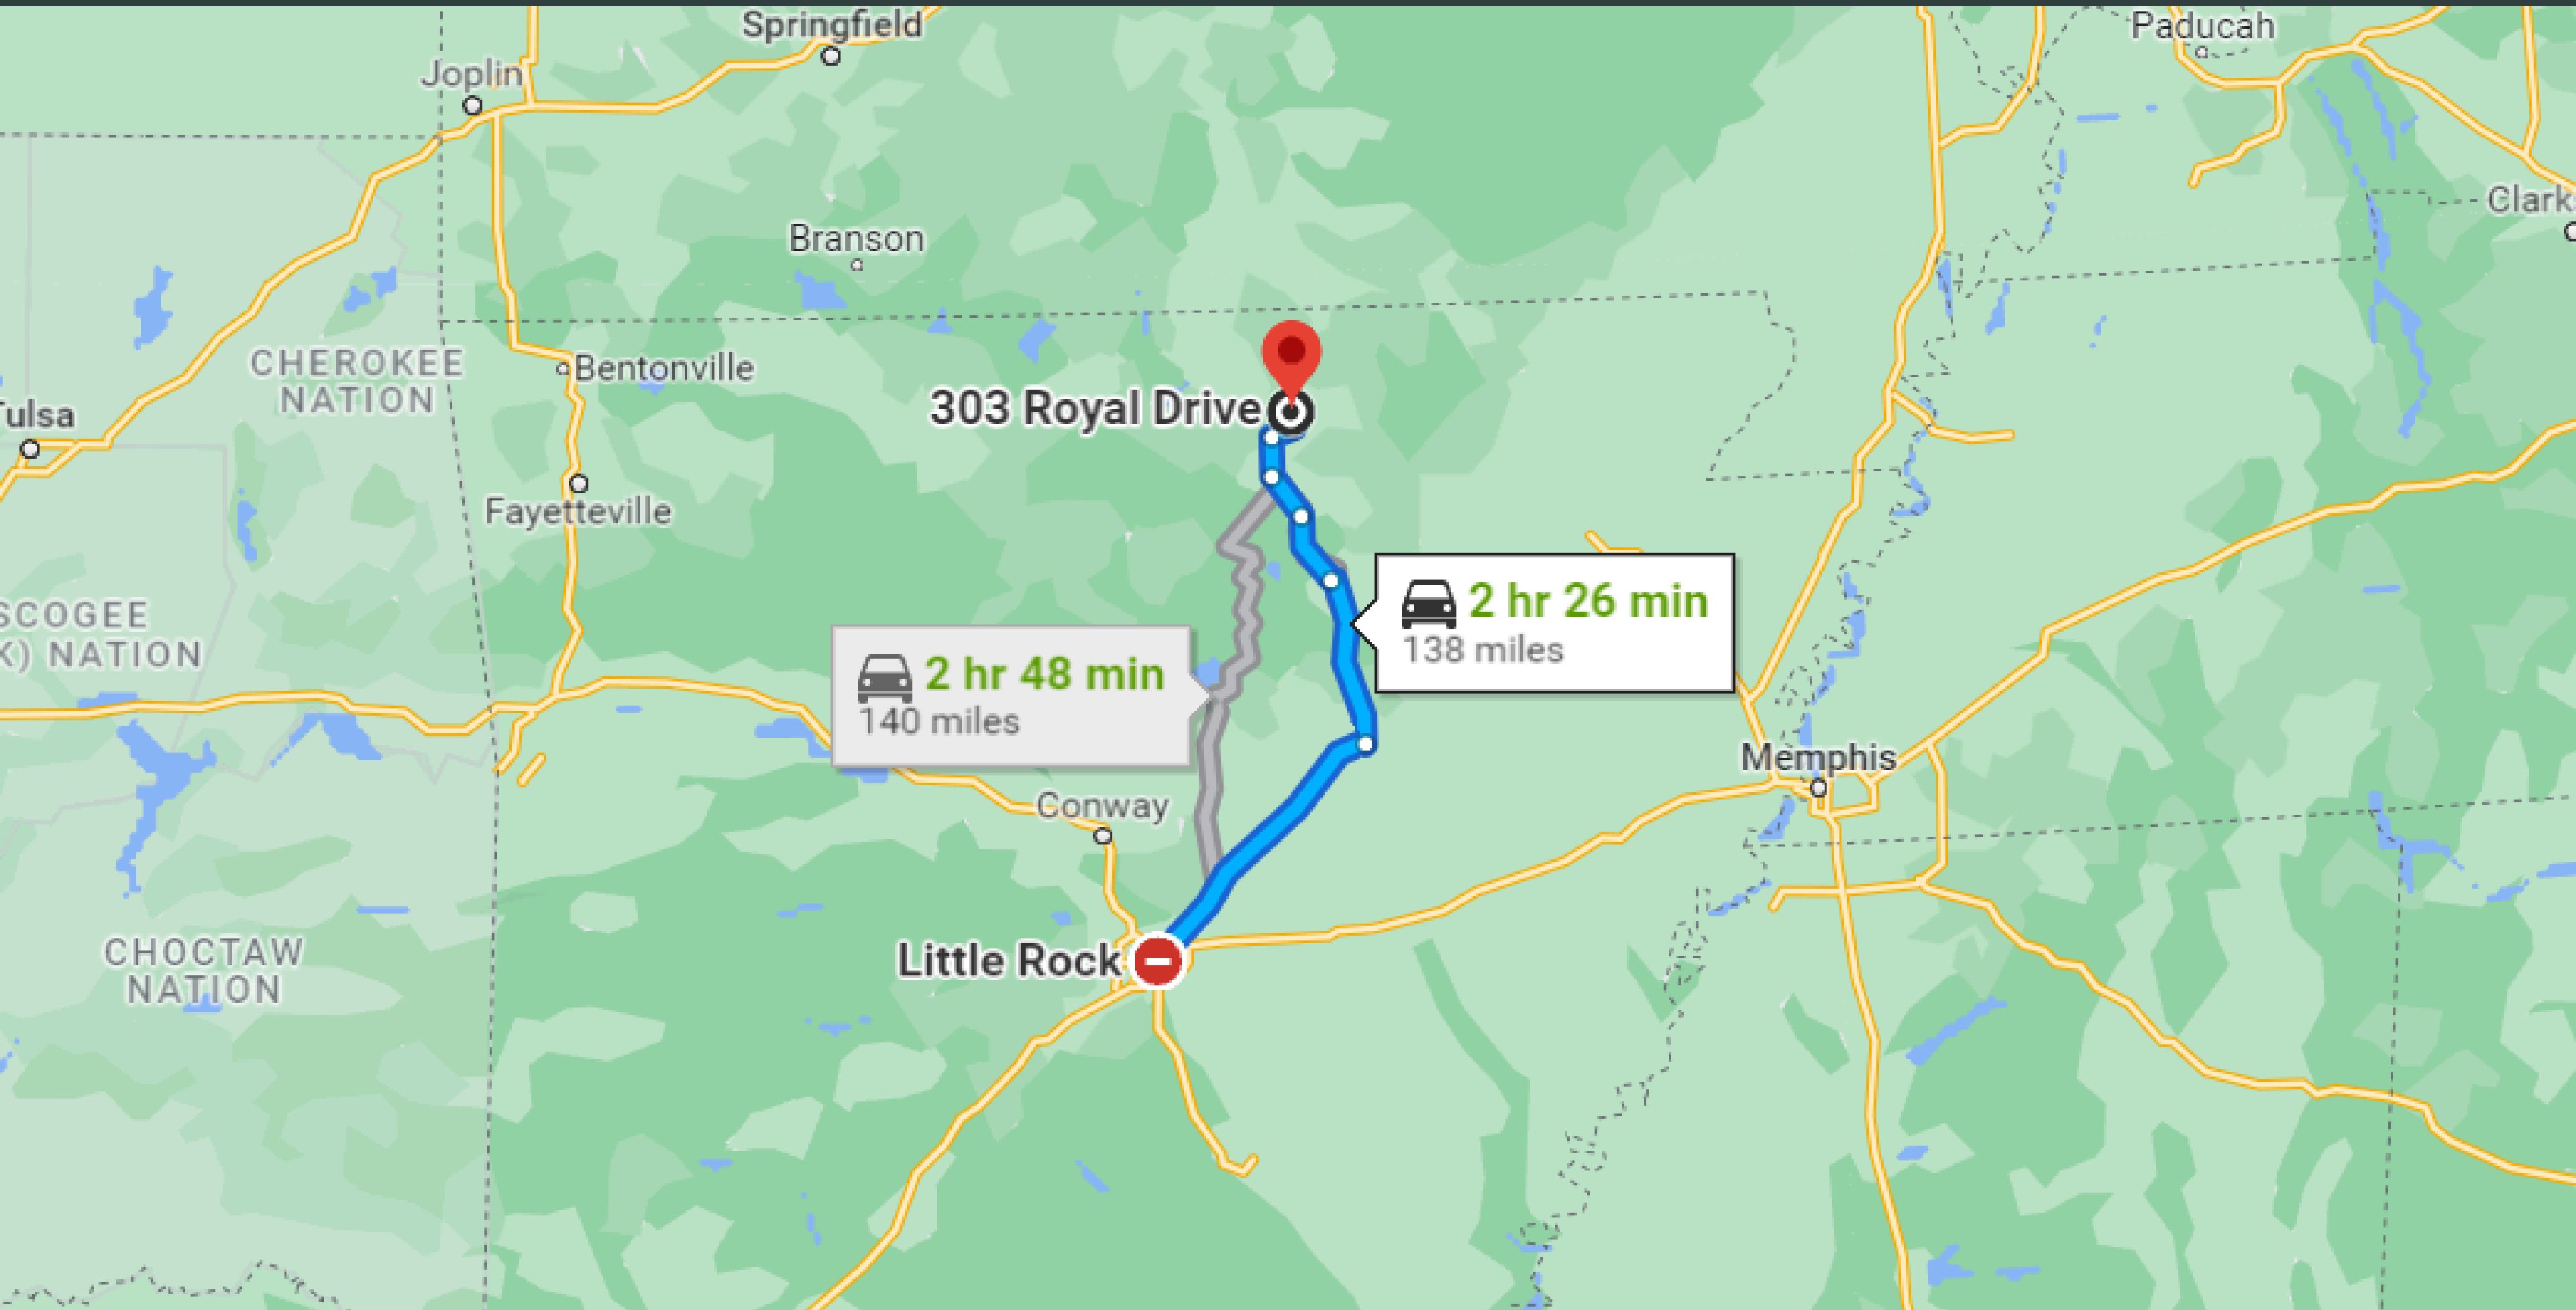 Springfield
Paducah
Joplin
Clark
Branson
CHEROKEE
NATION
Bentonville
303 Royal Drive
Tulsa
Fayetteville
2 hr 26 min
138 miles
SCOGEE
K) NATION
2 hr 48 min
140 miles
Memphis
Conway
CHOCTAW
NATION
Little Rock